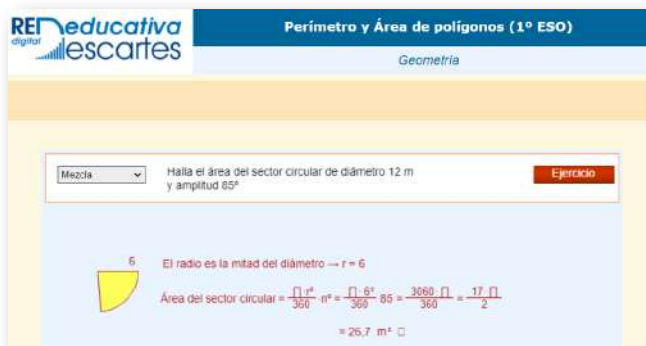 RED educativa
digital descartes
Perímetro y Área de polígonos (1º ESO)
Geometria
Mezcla
Halla el área del sector circular de diámetro 12 m
y amplitud 85º
Ejercicio
6
El radio es la mitad del diámetro → r = 6
Área del sector circular = ∏·r²/360 ·nº = ∏·6²/360 85 = 3060·∏/360 = 17·∏/2
= 26,7 m² □